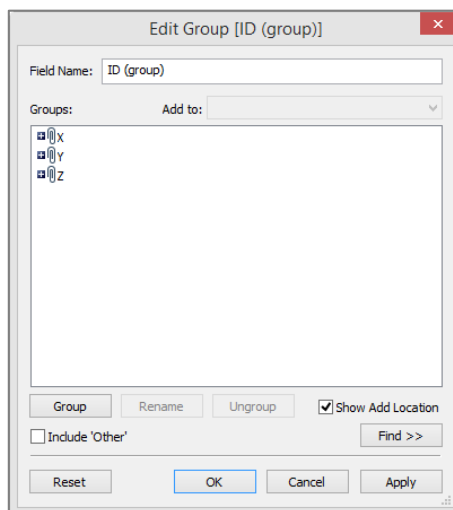 Edit Group [ID (group)]
Field Name: ID (group)
Groups: Add to:
X
Y
Z
Group Rename Ungroup Show Add Location
Include 'Other' Find >>
Reset OK Cancel Apply